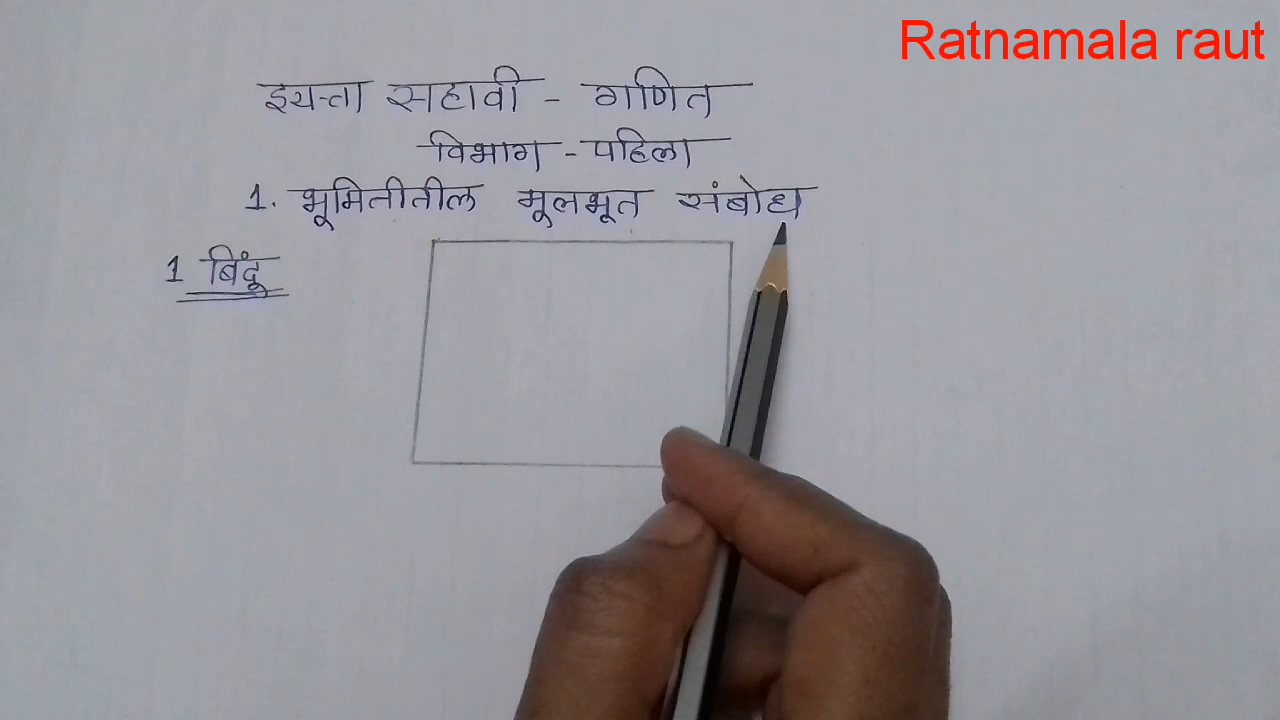 Ratnamala raut
इयत्ता सहावी - गणित
विभाग - पहिला
1. भूमितीतील मूलभूत संबोध
1 बिंदू